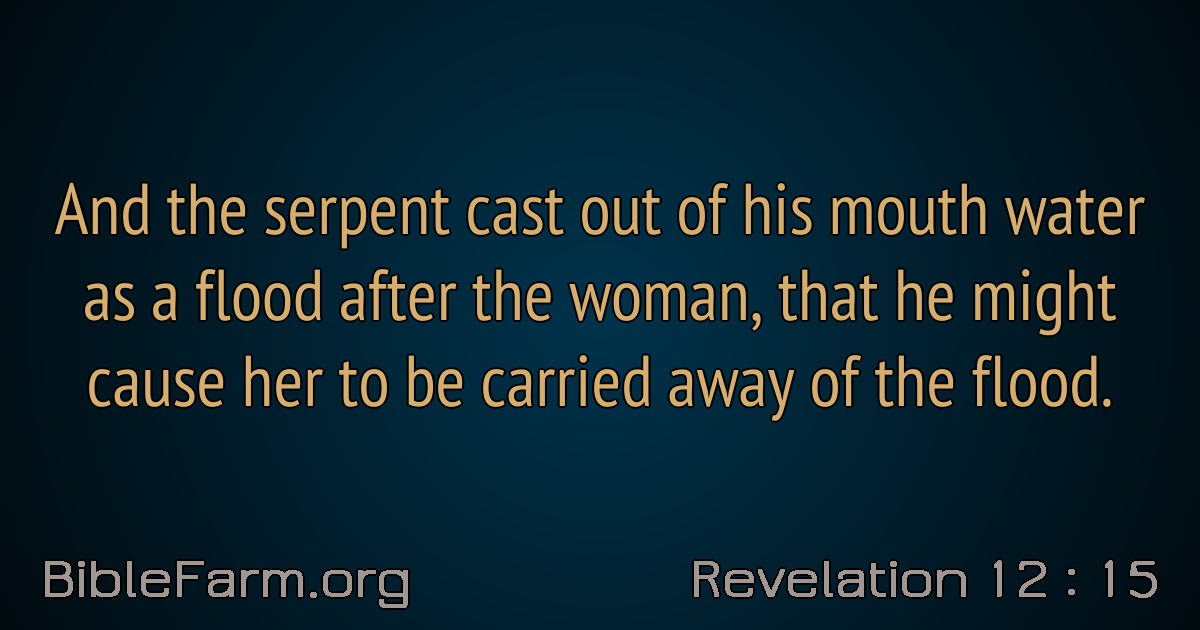 And the serpent cast out of his mouth water
as a flood after the woman, that he might
cause her to be carried away of the flood.
BibleFarm.org
Revelation 12 : 15